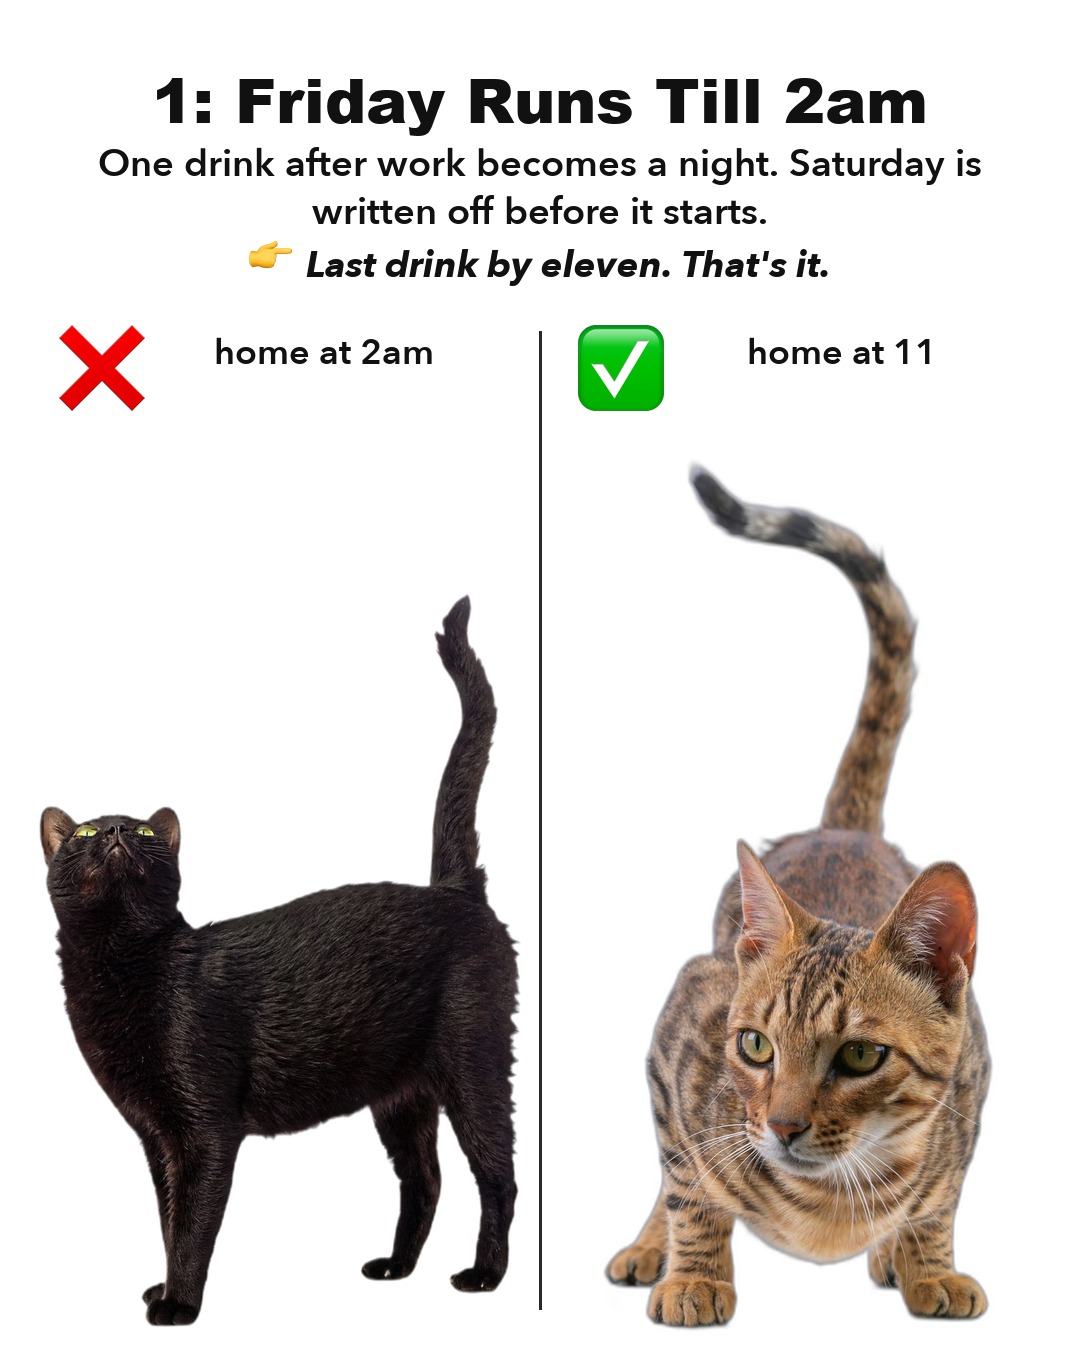 1: Friday Runs Till 2am
One drink after work becomes a night. Saturday is
written off before it starts.
👉 Last drink by eleven. That's it.
home at 2am
home at 11